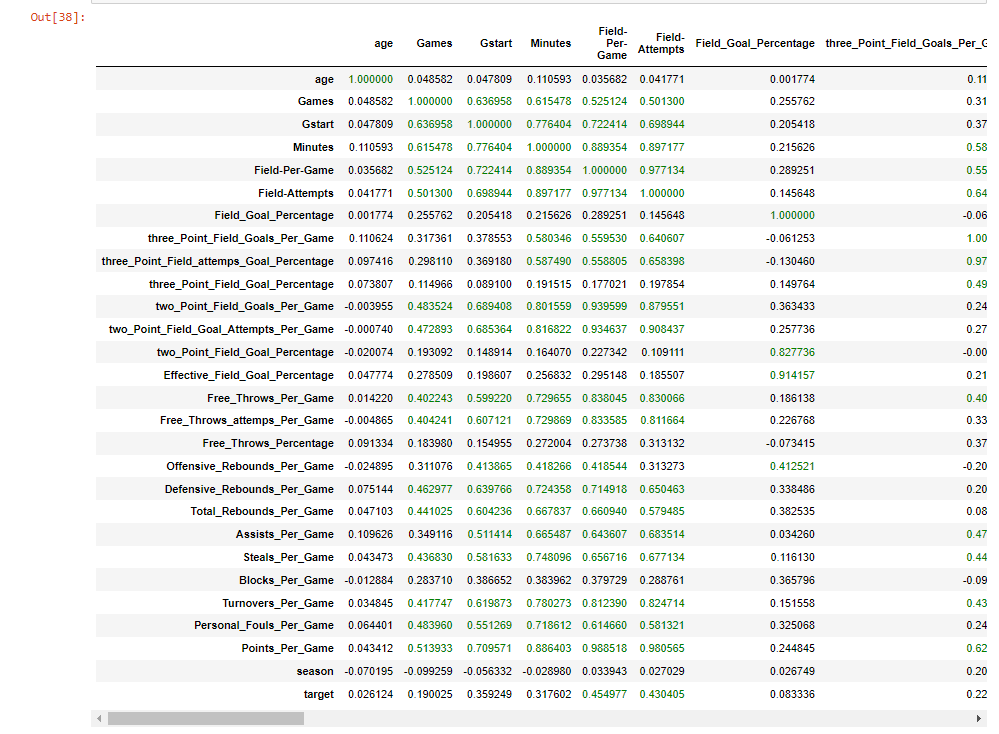 Out[38]:
age Games Gstart Minutes Field-Per-Game Field-Attempts Field_Goal_Percentage three_Point_Field_Goals_Per_G
age 1.000000 0.048582 0.047809 0.110593 0.035682 0.041771 0.001774 0.11
Games 0.048582 1.000000 0.636958 0.615478 0.525124 0.501300 0.255762 0.31
Gstart 0.047809 0.636958 1.000000 0.776404 0.722414 0.698944 0.205418 0.37
Minutes 0.110593 0.615478 0.776404 1.000000 0.889354 0.897177 0.215626 0.58
Field-Per-Game 0.035682 0.525124 0.722414 0.889354 1.000000 0.977134 0.289251 0.55
Field-Attempts 0.041771 0.501300 0.698944 0.897177 0.977134 1.000000 0.145648 0.64
Field_Goal_Percentage 0.001774 0.255762 0.205418 0.215626 0.289251 0.145648 1.000000 -0.06
three_Point_Field_Goals_Per_Game 0.110624 0.317361 0.378553 0.580346 0.559530 0.640607 -0.061253 1.00
three_Point_Field_attemps_Goal_Percentage 0.097416 0.298110 0.369180 0.587490 0.558805 0.658398 -0.130460 0.97
three_Point_Field_Goal_Percentage 0.073807 0.114966 0.089100 0.191515 0.177021 0.197854 0.149764 0.49
two_Point_Field_Goals_Per_Game -0.003955 0.483524 0.689408 0.801559 0.939599 0.879551 0.363433 0.24
two_Point_Field_Goal_Attempts_Per_Game -0.000740 0.472893 0.685364 0.816822 0.934637 0.908437 0.257736 0.27
two_Point_Field_Goal_Percentage -0.020074 0.193092 0.148914 0.164070 0.227342 0.109111 0.827736 -0.00
Effective_Field_Goal_Percentage 0.047774 0.278509 0.198607 0.256832 0.295148 0.185507 0.914157 0.21
Free_Throws_Per_Game 0.014220 0.402243 0.599220 0.729655 0.838045 0.830066 0.186138 0.40
Free_Throws_attemps_Per_Game -0.004865 0.404241 0.607121 0.729869 0.833585 0.811664 0.226768 0.33
Free_Throws_Percentage 0.091334 0.183980 0.154955 0.272004 0.273738 0.313132 -0.073415 0.37
Offensive_Rebounds_Per_Game -0.024895 0.311076 0.413865 0.418266 0.418544 0.313273 0.412521 -0.20
Defensive_Rebounds_Per_Game 0.075144 0.462977 0.639766 0.724358 0.714918 0.650463 0.338486 0.20
Total_Rebounds_Per_Game 0.047103 0.441025 0.604236 0.667837 0.660940 0.579485 0.382535 0.08
Assists_Per_Game 0.109626 0.349116 0.511414 0.665487 0.643607 0.683514 0.034260 0.47
Steals_Per_Game 0.043473 0.436830 0.581633 0.748096 0.656716 0.677134 0.116130 0.44
Blocks_Per_Game -0.012884 0.283710 0.386652 0.383962 0.379729 0.288761 0.365796 -0.09
Turnovers_Per_Game 0.034845 0.417747 0.619873 0.780273 0.812390 0.824714 0.151558 0.43
Personal_Fouls_Per_Game 0.064401 0.483960 0.551269 0.718612 0.614660 0.581321 0.325068 0.24
Points_Per_Game 0.043412 0.513933 0.709571 0.886403 0.988518 0.980565 0.244845 0.62
season -0.070195 -0.099259 -0.056332 -0.028980 0.033943 0.027029 0.026749 0.20
target 0.026124 0.190025 0.359249 0.317602 0.454977 0.430405 0.083336 0.22